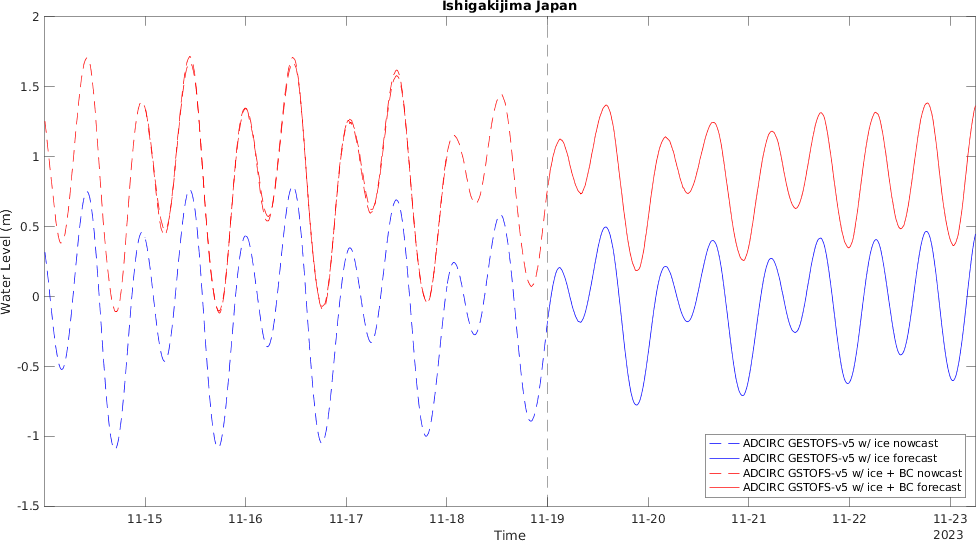 Ishigakijima Japan
2
1.5
1
0.5
0
-0.5
-1
-1.5
Water Level (m)
11-15
11-16
11-17
11-18
11-19
11-20
11-21
11-22
11-23
Time
2023
ADCIRC GESTOFS-v5 w/ ice nowcast
ADCIRC GESTOFS-v5 w/ ice forecast
ADCIRC GSTOFS-v5 w/ ice + BC nowcast
ADCIRC GSTOFS-v5 w/ ice + BC forecast